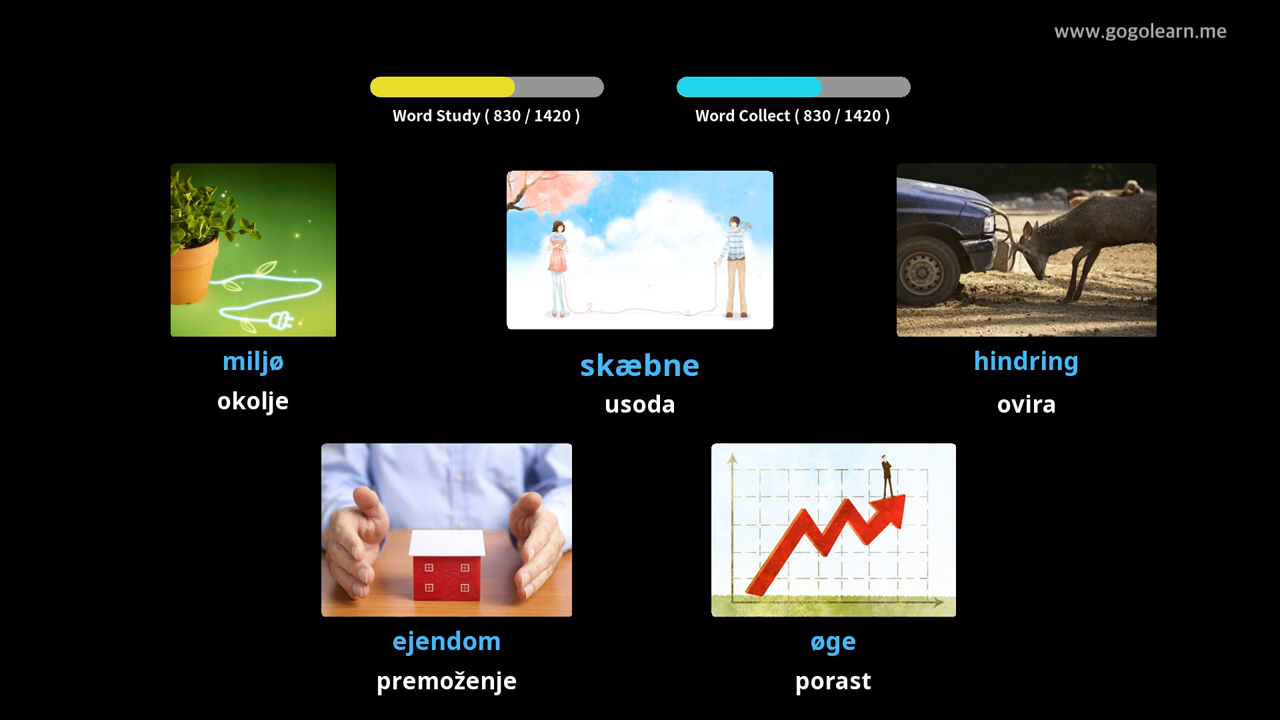 www.gogolearn.me
Word Study ( 830 / 1420 )
Word Collect ( 830 / 1420 )
miljø
okolje
skæbne
usoda
hindring
ovira
ejendom
premoženje
øge
porast